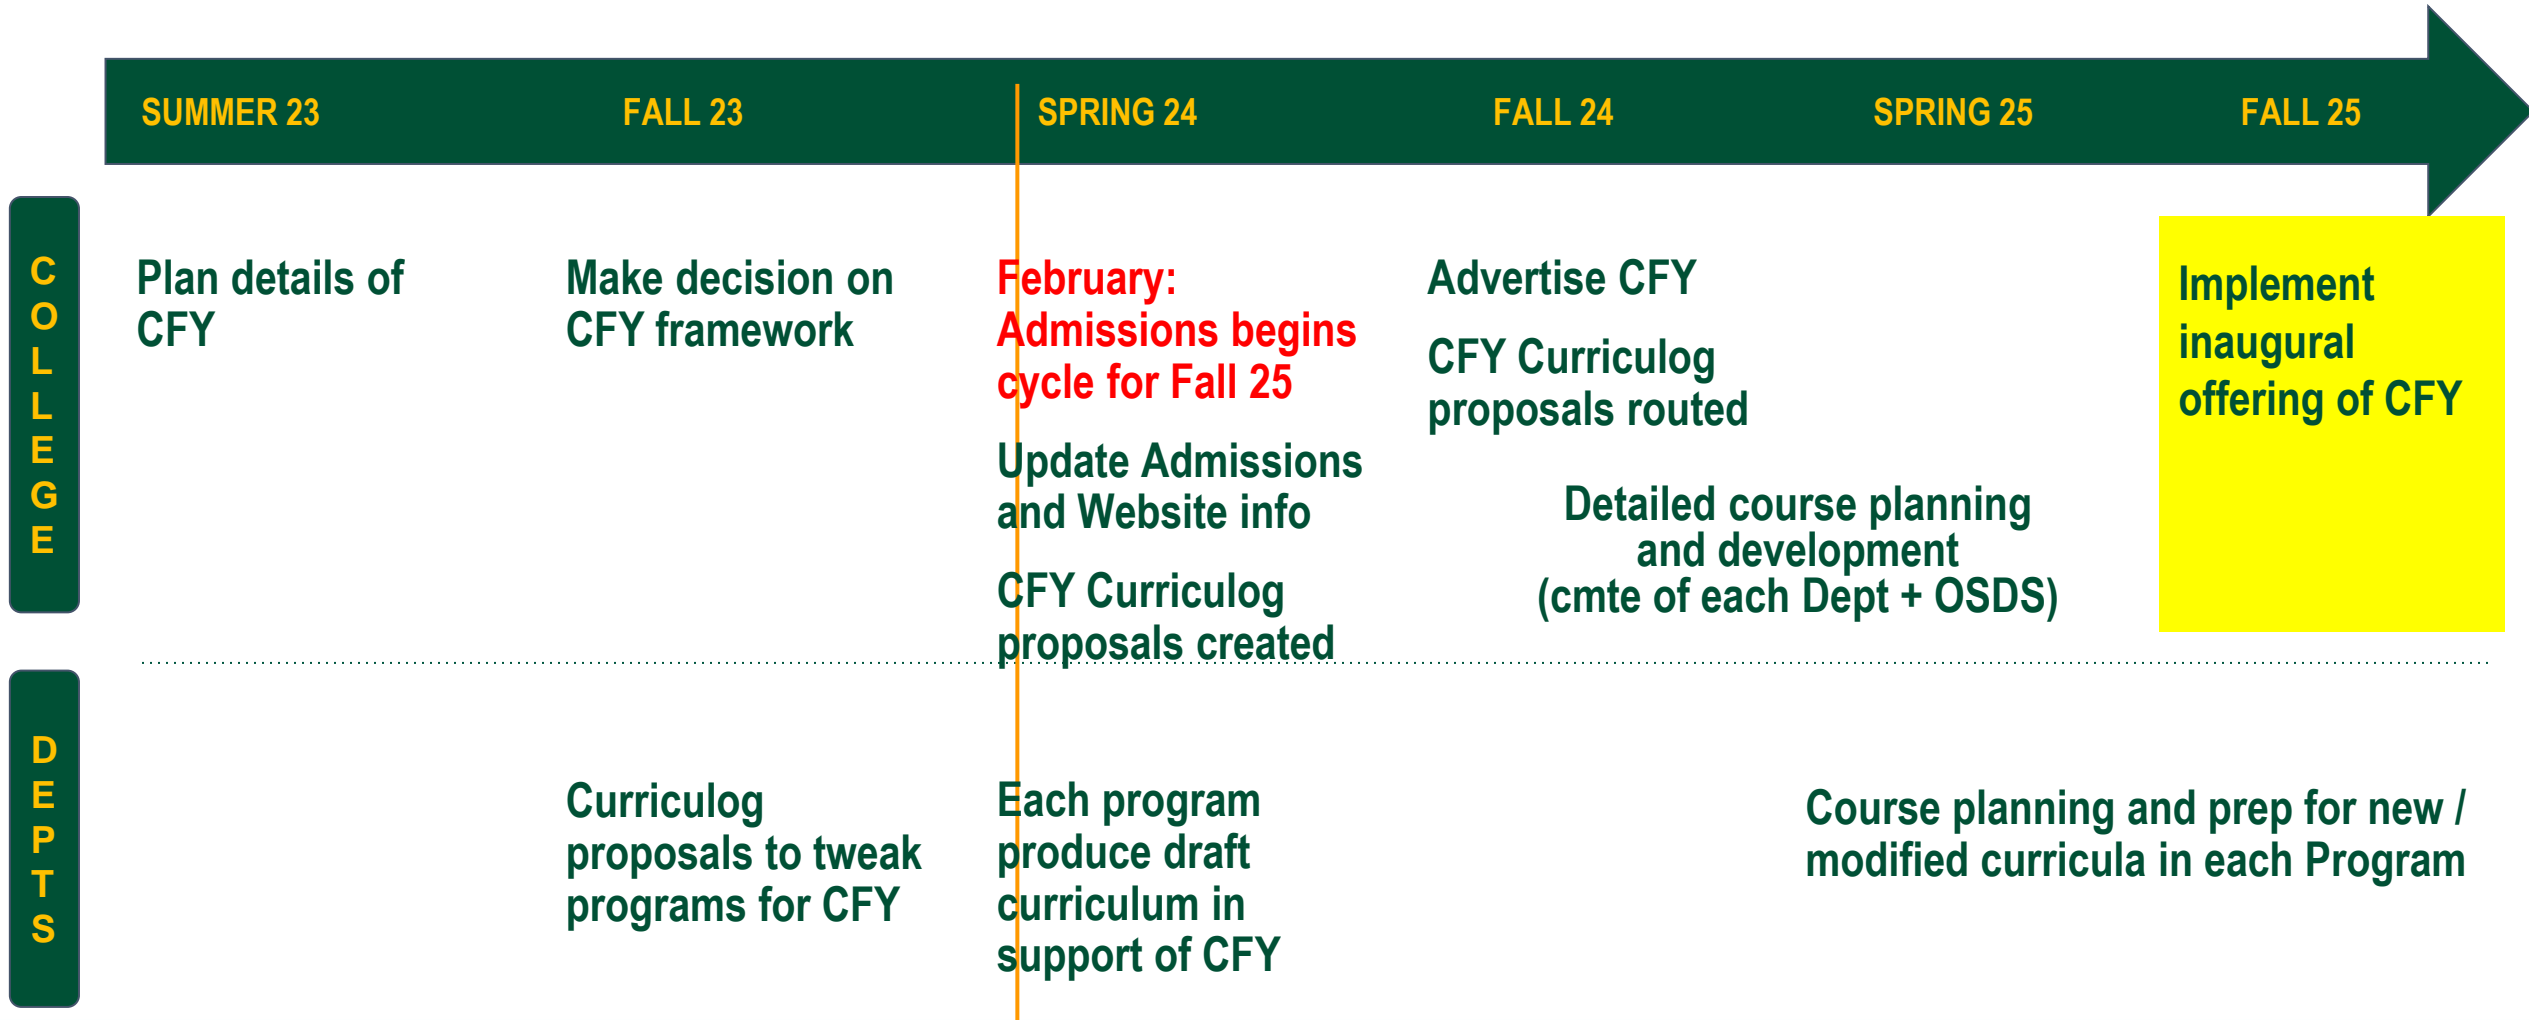 SUMMER 23
FALL 23
SPRING 24
FALL 24
SPRING 25
FALL 25
COLLEGE
Plan details of
CFY
Make decision on
CFY framework
February:
Admissions begins
cycle for Fall 25
Update Admissions
and Website info
CFY Curriculog
proposals created
Advertise CFY
CFY Curriculog
proposals routed
Detailed course planning
and development
(cmte of each Dept + OSDS)
Implement
inaugural
offering of CFY
DEPTS
Curriculog
proposals to tweak
programs for CFY
Each program
produce draft
curriculum in
support of CFY
Course planning and prep for new /
modified curricula in each Program